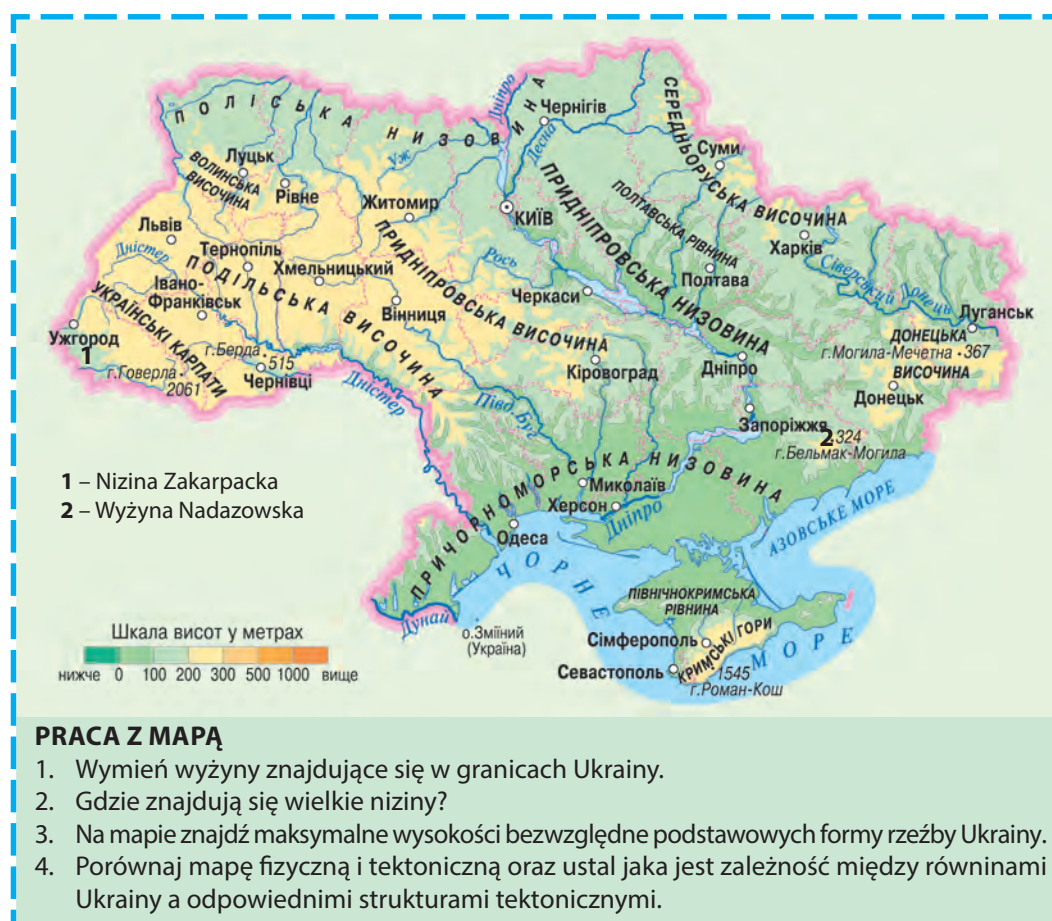 ПОЛІСЬКА НИЗОВИНА
Дніпро
Чернігів
Десна
СЕРЕДНЬОРУСЬКА ВИСОЧИНА
Суми
Уж
Луцьк
ВОЛИНСЬКА
ВИСОЧИНА
Рівне
Житомир
КИЇВ
ПРИДНІПРОВСЬКА НИЗОВИНА
ПОЛТАВСЬКА РІВНИНА
Харків
Львів
Дністер
Тернопіль
ПОДІЛЬСЬКА ВИСОЧИНА
Хмельницький
ПРИДНІПРОВСЬКА ВИСОЧИНА
Рось
Полтава
Сіверський Донець
Івано-
Франківськ
Вінниця
Черкаси
Луганськ
УКРАЇНСЬКІ КАРПАТИ
Ужгород
1
г.Берда
515
г.Говерла
2061
Чернівці
Кіровоград
Дніпро
ДОНЕЦЬКА
г.Могила-Мечетна 367
ВИСОЧИНА
Донецьк
Дністер
Півд. Буг
Запоріжжя
2 324
г.Бельмак-Могила
ПРИЧОРНОМОРСЬКА НИЗОВИНА
Миколаїв
Херсон
Дніпро
Одеса
АЗОВСЬКЕ МОРЕ
1 – Nizina Zakarpacka
2 – Wyżyna Nadazowska
ЧОРНЕ МОРЕ
ПІВНІЧНОКРИМСЬКА
РІВНИНА
Дунай
о.Зміїний
(Україна)
Сімферополь
КРИМСЬКІ ГОРИ
Севастополь
1545
г.Роман-Кош
Шкала висот у метрах
нижче 0 100 200 300 500 1000 вище
PRACA Z MAPĄ
1. Wymień wyżyny znajdujące się w granicach Ukrainy.
2. Gdzie znajdują się wielkie niziny?
3. Na mapie znajdź maksymalne wysokości bezwzględne podstawowych formy rzeźby Ukrainy.
4. Porównaj mapę fizyczną i tektoniczną oraz ustal jaka jest zależność między równinami
Ukrainy a odpowiednimi strukturami tektonicznymi.